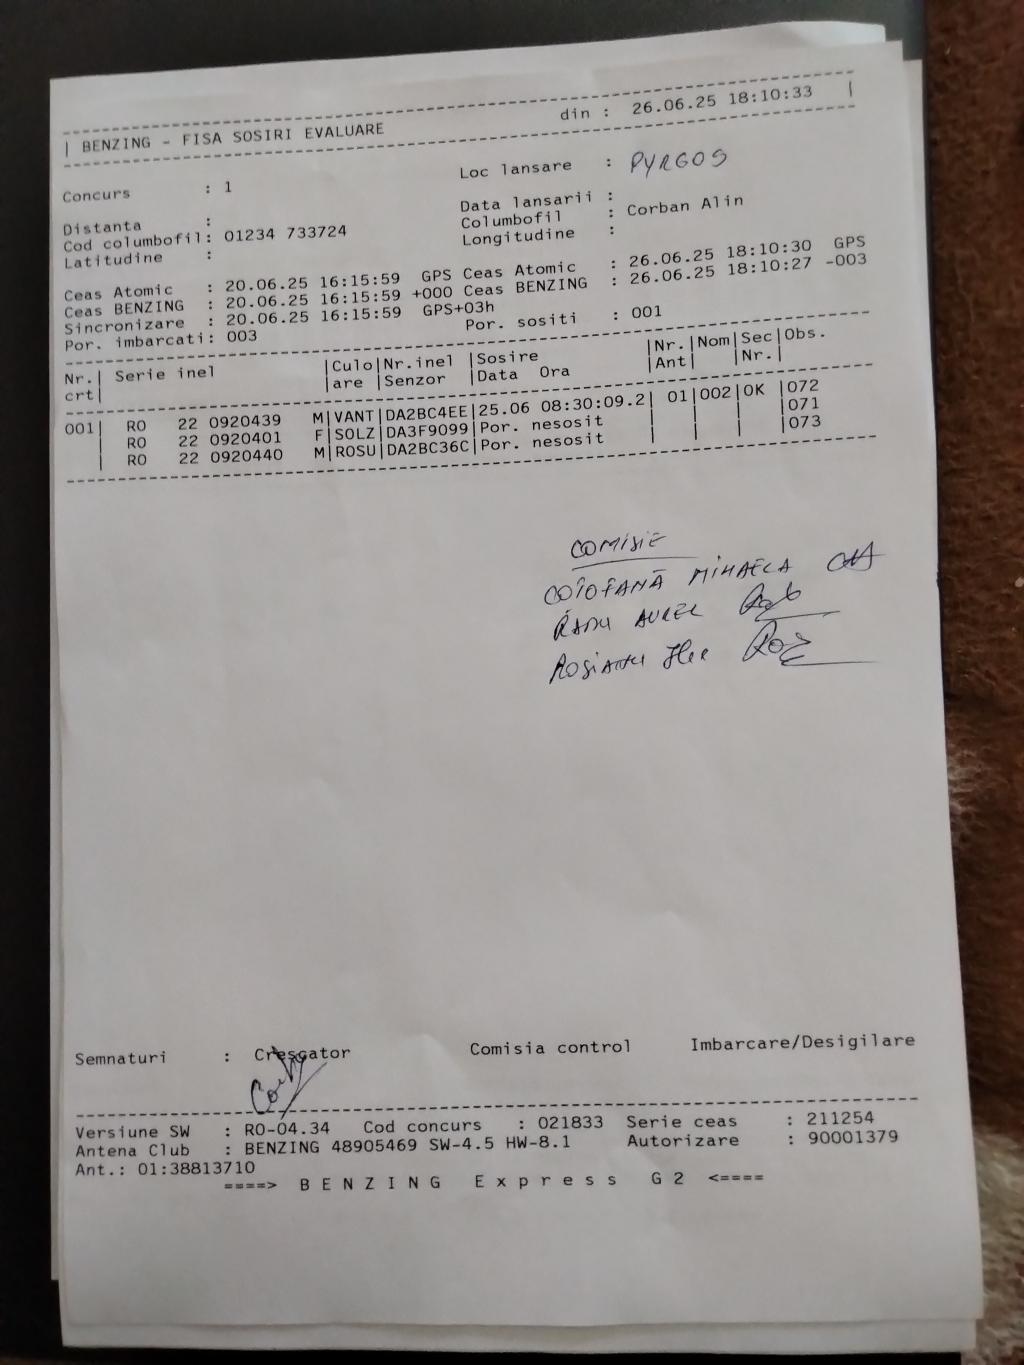 | BENZING - FISA SOSIRI EVALUARE din : 26.06.25 18:10:33 |
Concurs : 1 Loc lansare : PYRGOS
Distanta : Data lansarii :
Cod columbofil: 01234 733724 Columbofil : Corban Alin
Latitudine : Longitudine :
Ceas Atomic : 20.06.25 16:15:59 GPS Ceas Atomic : 26.06.25 18:10:30 GPS
Ceas BENZING : 20.06.25 16:15:59 +000 Ceas BENZING : 26.06.25 18:10:27 -003
Sincronizare : 20.06.25 16:15:59 GPS+03h
Por. imbarcati: 003 Por. sositi : 001
Nr.| Serie inel |Culo|Nr.inel |Sosire |Nr.|Nom|Sec|Obs.
crt| |are |Senzor |Data Ora |Ant| |Nr.|
001| RO 22 0920439 M|VANT|DA2BC4EE|25.06 08:30:09.2| 01|002|OK |072
| RO 22 0920401 F|SOLZ|DA3F9099|Por. nesosit | | | |071
| RO 22 0920440 M|ROSU|DA2BC36C|Por. nesosit | | | |073
COMISIE
COTOFANĂ MIHAELA
RADU AUREL
Semnaturi : Crescator Comisia control Imbarcare/Desigilare
Versiune SW : RO-04.34 Cod concurs : 021833 Serie ceas : 211254
Antena Club : BENZING 48905469 SW-4.5 HW-8.1 Autorizare : 90001379
Ant.: 01:38813710
====> B E N Z I N G E x p r e s s G 2 <====